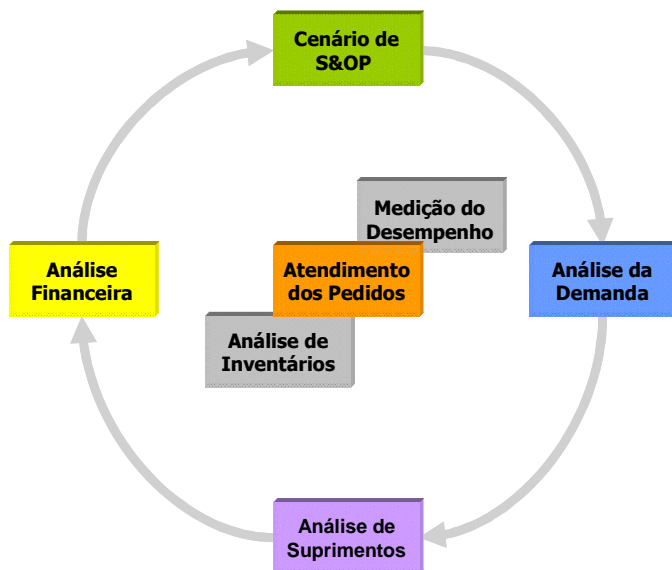 Cenário de
S&OP
Medição do
Desempenho
Análise
Financeira
Atendimento
dos Pedidos
Análise da
Demanda
Análise de
Inventários
Análise de
Suprimentos